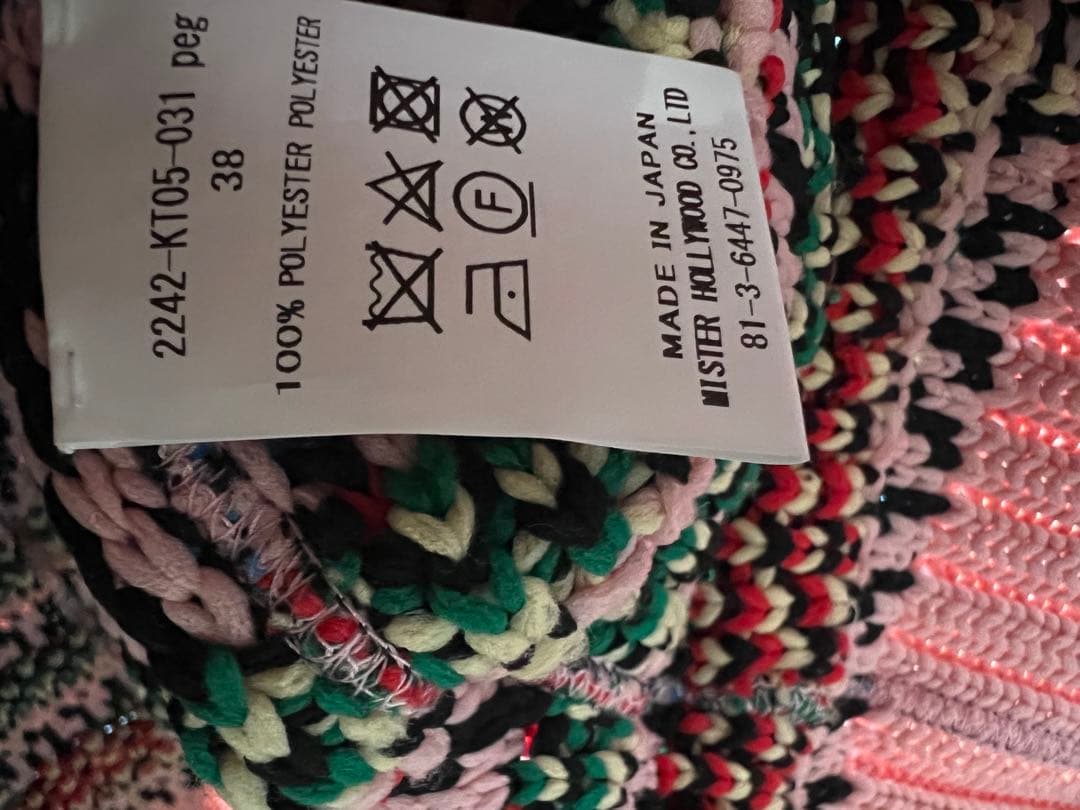 2242-KT05-031 peg
38
100% POLYESTER POLYESTER
F
W
MADE IN JAPAN
MISTER HOLLYWOOD CO.,LTD
81-3-6447-0975